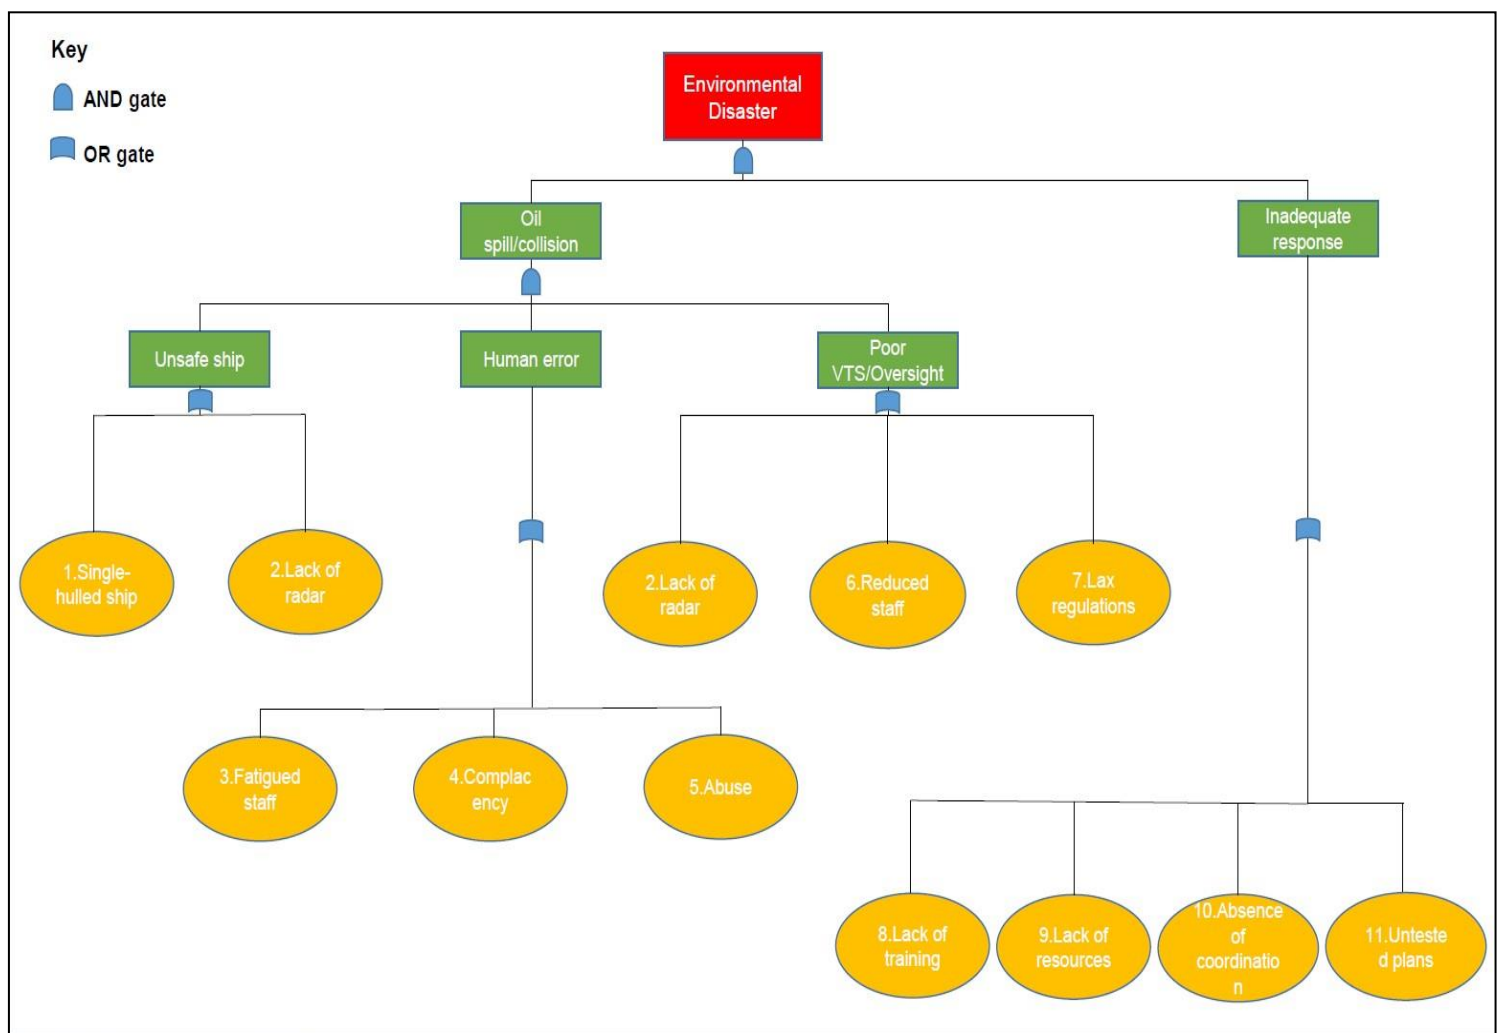 Key
AND gate
OR gate
Environmental
Disaster
Oil
spill/collision
Inadequate
response
Unsafe ship
Human error
Poor
VTS/Oversight
1.Single-
hulled ship
2.Lack of
radar
2.Lack of
radar
6.Reduced
staff
7.Lax
regulations
3.Fatigued
staff
4.Complac
ency
5.Abuse
8.Lack of
training
9.Lack of
resources
10.Absence
of
coordinatio
n
11.Unteste
d plans